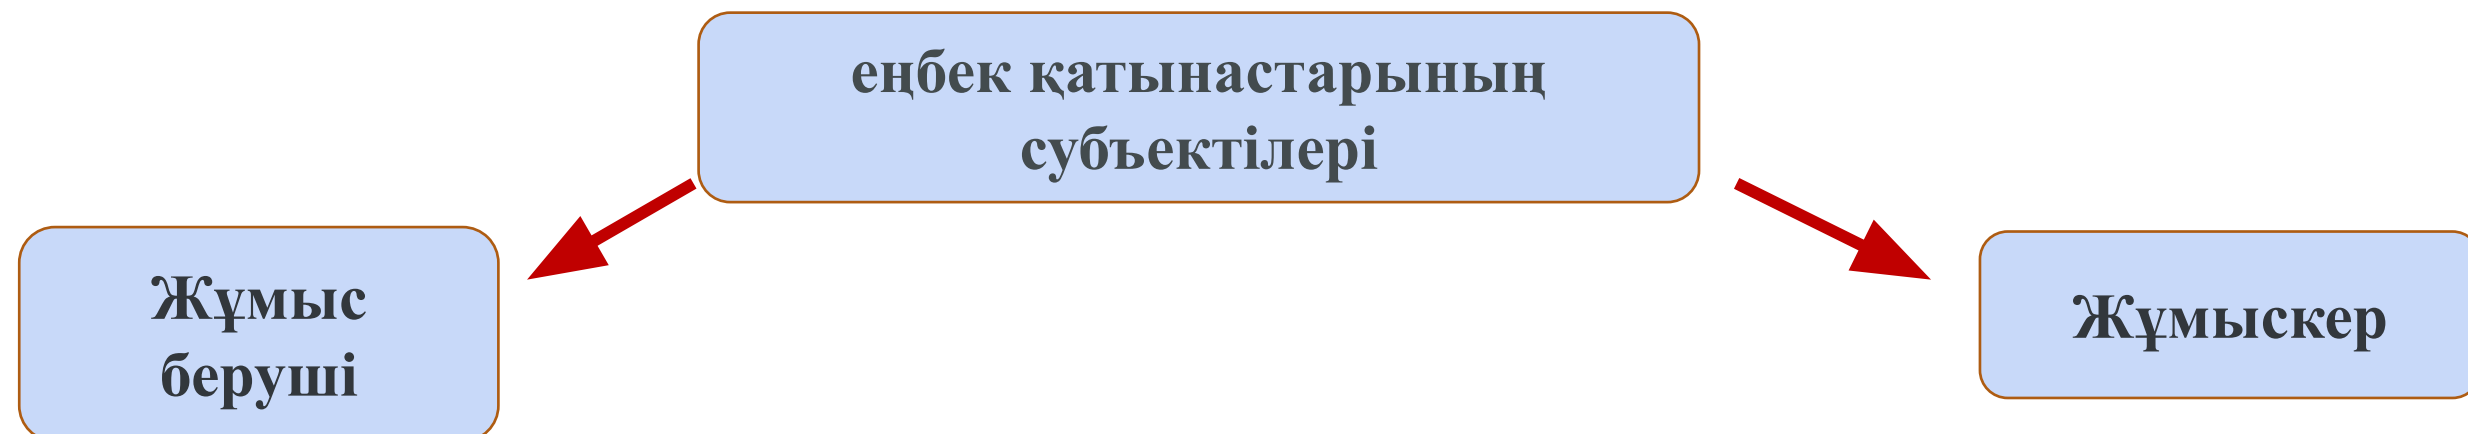 еңбек қатынастарының
субъектілері
Жұмыс
беруші
Жұмыскер